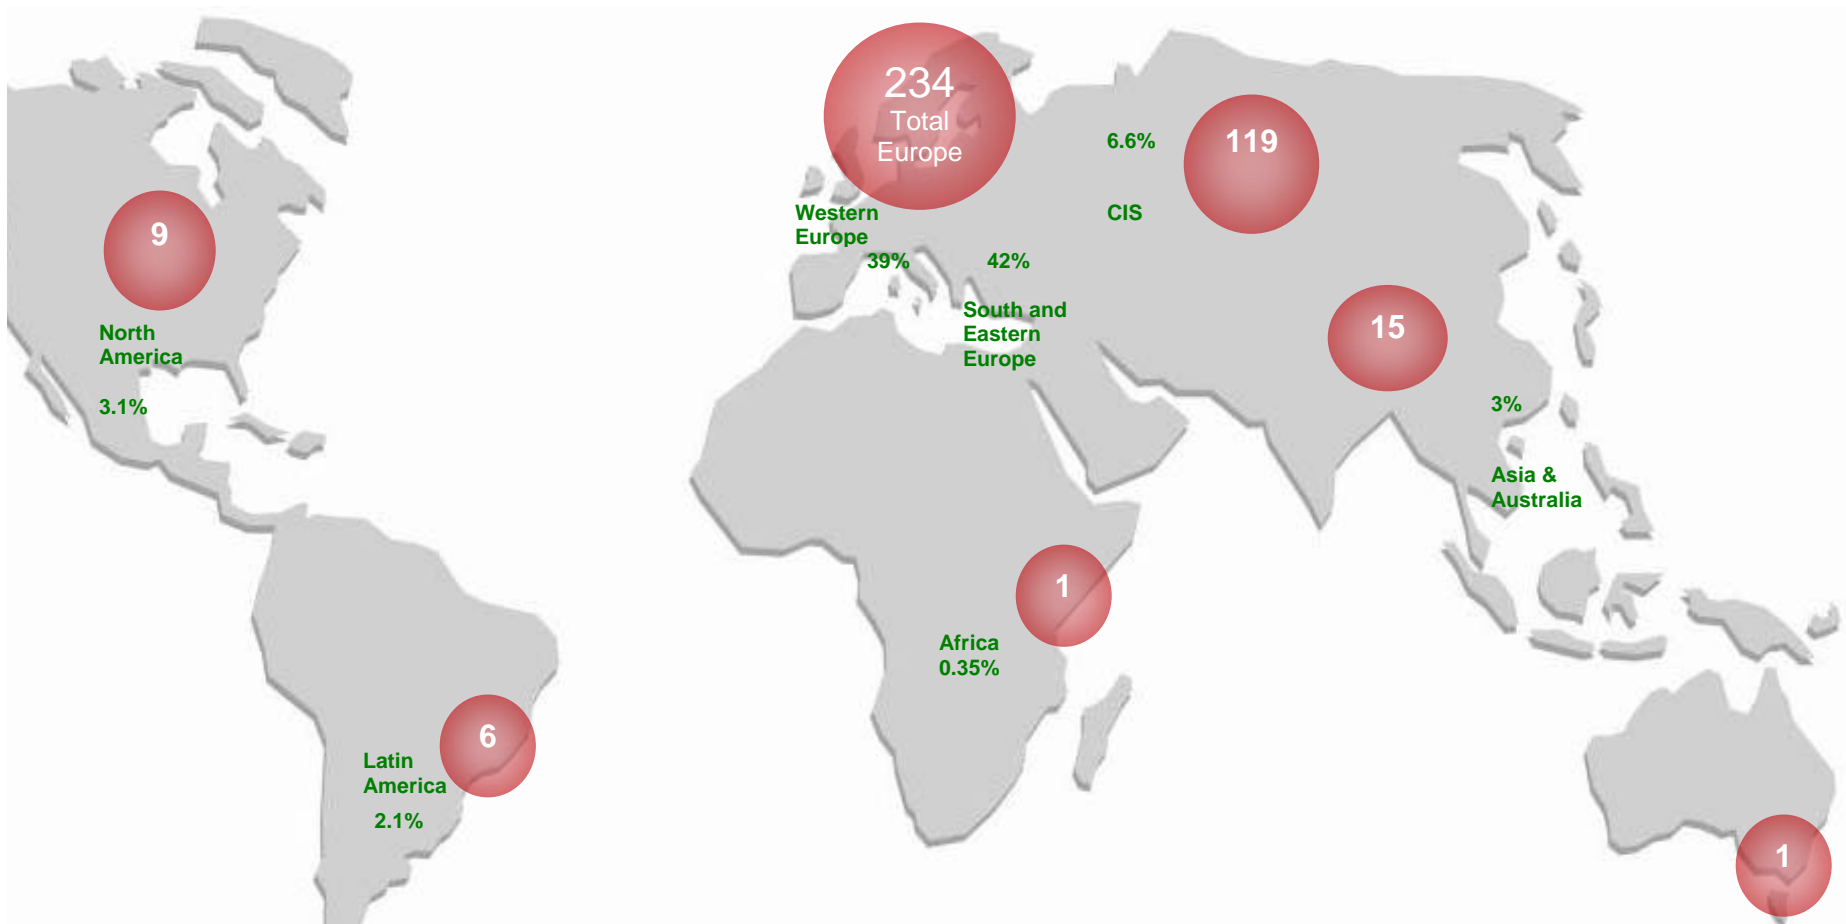 234
Total
Europe
6.6%
119
CIS
Western
Europe
39%
42%
South and
Eastern
Europe
9
North
America
3.1%
15
3%
Asia &
Australia
1
Africa
0.35%
6
Latin
America
2.1%
1